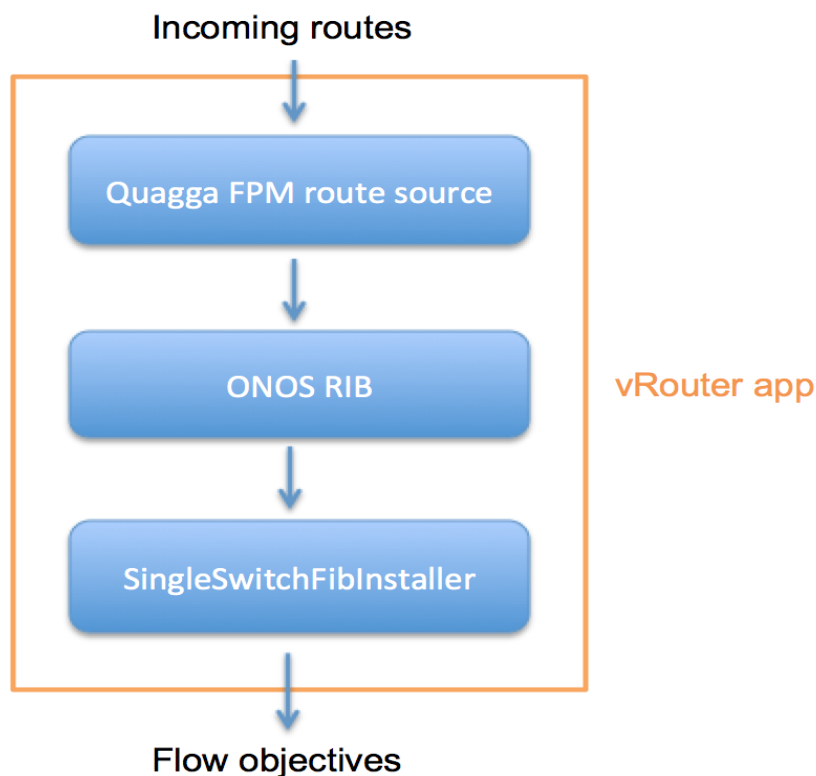 Incoming routes
Quagga FPM route source
ONOS RIB
vRouter app
SingleSwitchFibInstaller
Flow objectives